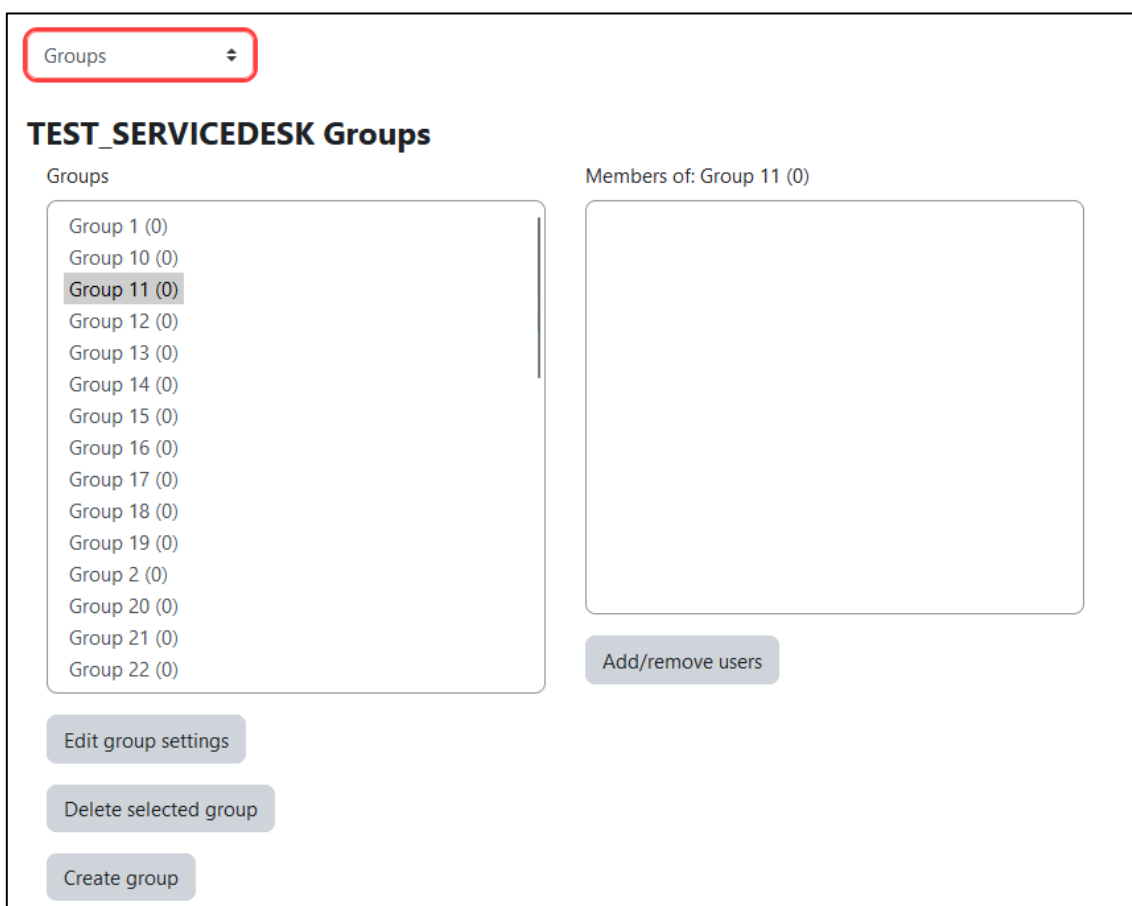 Groups
TEST_SERVICEDESK Groups
Groups
Group 1 (0)
Group 10 (0)
Group 11 (0)
Group 12 (0)
Group 13 (0)
Group 14 (0)
Group 15 (0)
Group 16 (0)
Group 17 (0)
Group 18 (0)
Group 19 (0)
Group 2 (0)
Group 20 (0)
Group 21 (0)
Group 22 (0)
Members of: Group 11 (0)
Add/remove users
Edit group settings
Delete selected group
Create group